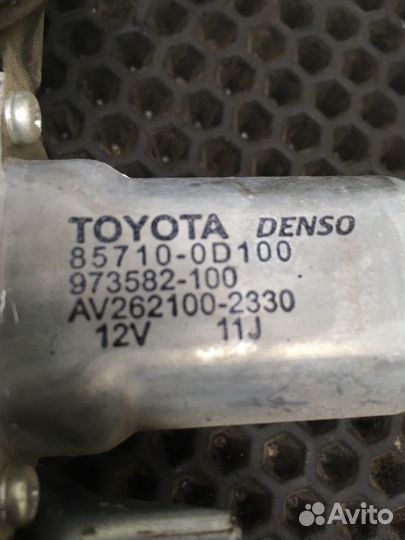 TOYOTA DENSO
85710-0D100
973582-100
AV262100-2330
12V 11J
Avito